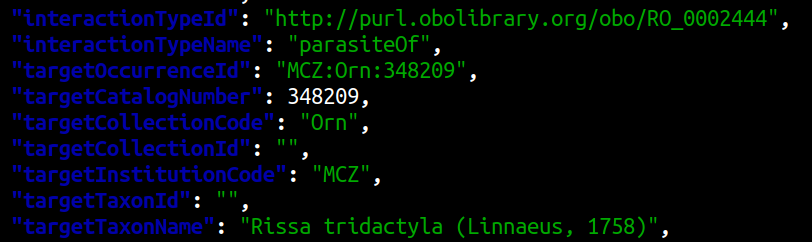 "interactionTypeId": "http://purl.obolibrary.org/obo/RO_0002444",
"interactionTypeName": "parasiteOf",
"targetOccurrenceId": "MCZ:Orn:348209",
"targetCatalogNumber": 348209,
"targetCollectionCode": "Orn",
"targetCollectionId": "",
"targetInstitutionCode": "MCZ",
"targetTaxonId": "",
"targetTaxonName": "Rissa tridactyla (Linnaeus, 1758)",